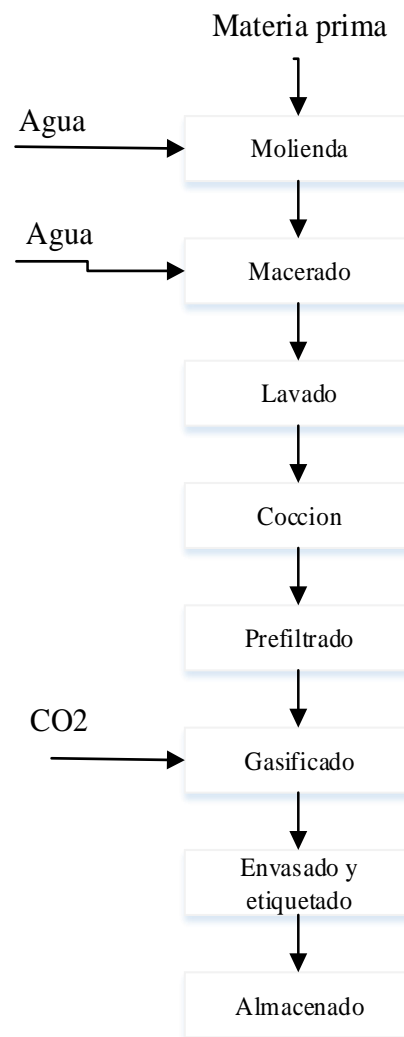 Materia prima
Agua
Molienda
Agua
Macerado
Lavado
Coccion
Prefiltrado
CO2
Gasificado
Envasado y
etiquetado
Almacenado